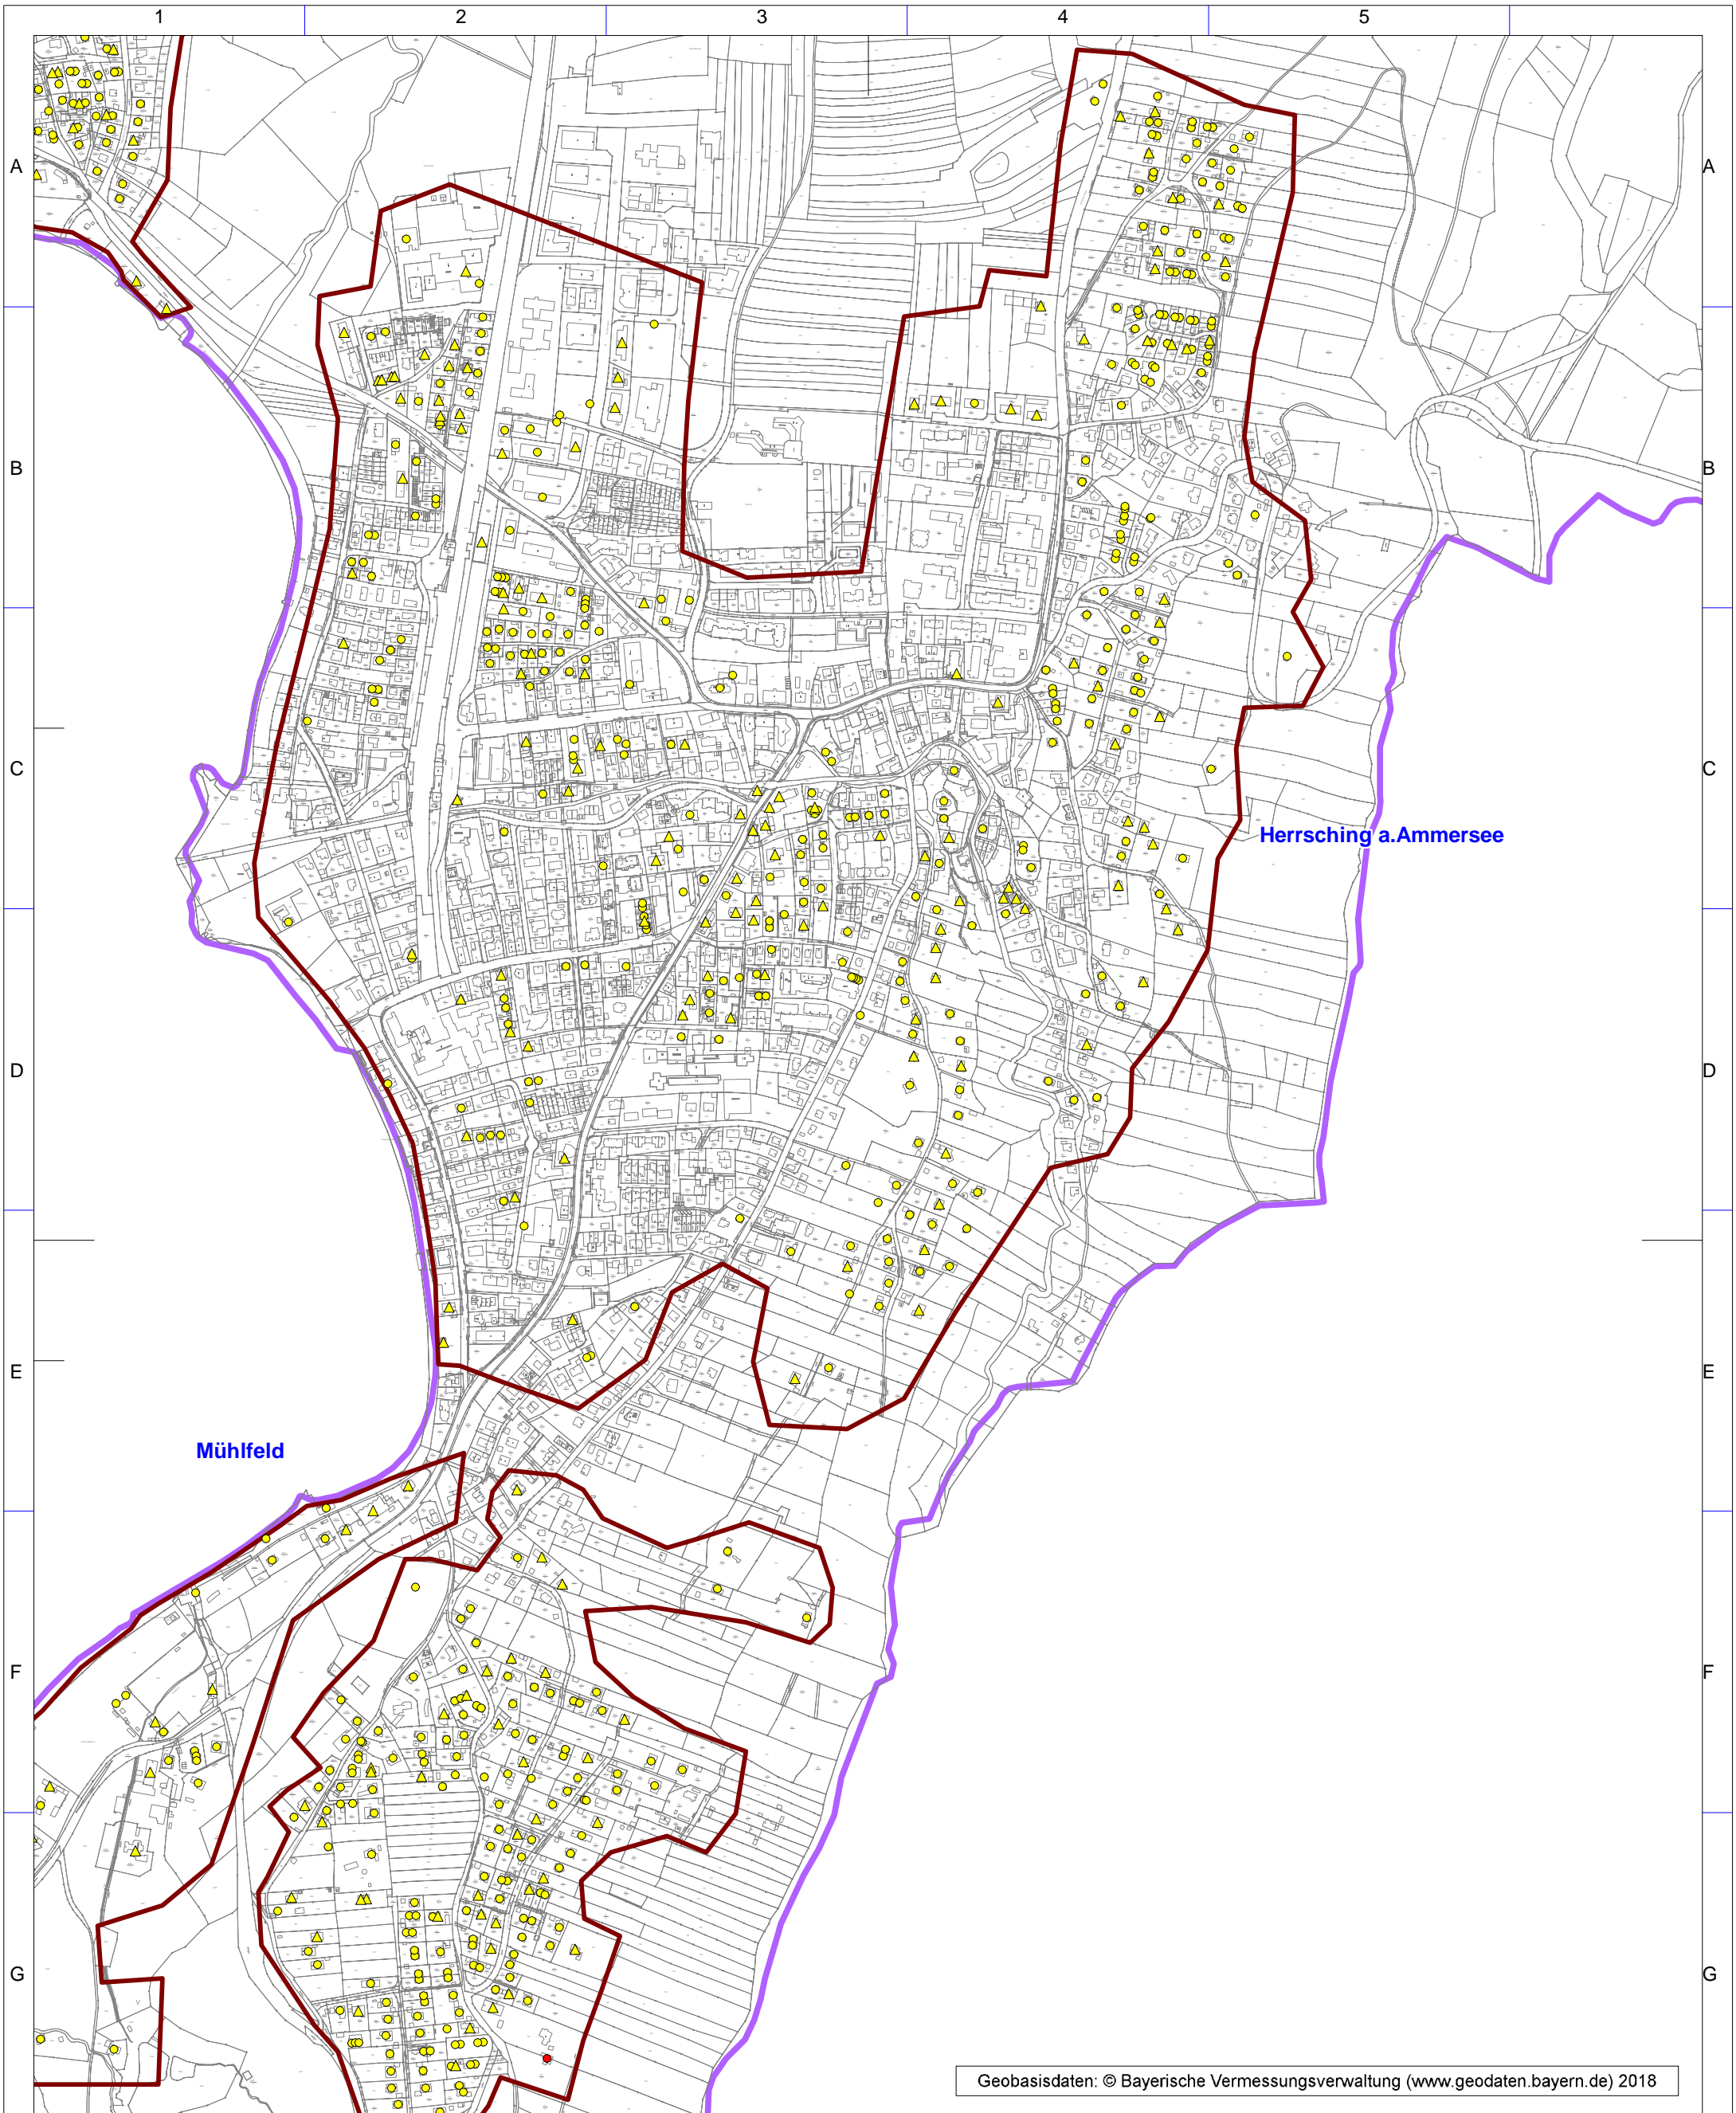 1 2 3 4 5
A A
B B
C C
Herrsching a.Ammersee
D D
E E
Mühlfeld
F F
G G
Geobasisdaten: © Bayerische Vermessungsverwaltung (www.geodaten.bayern.de) 2018